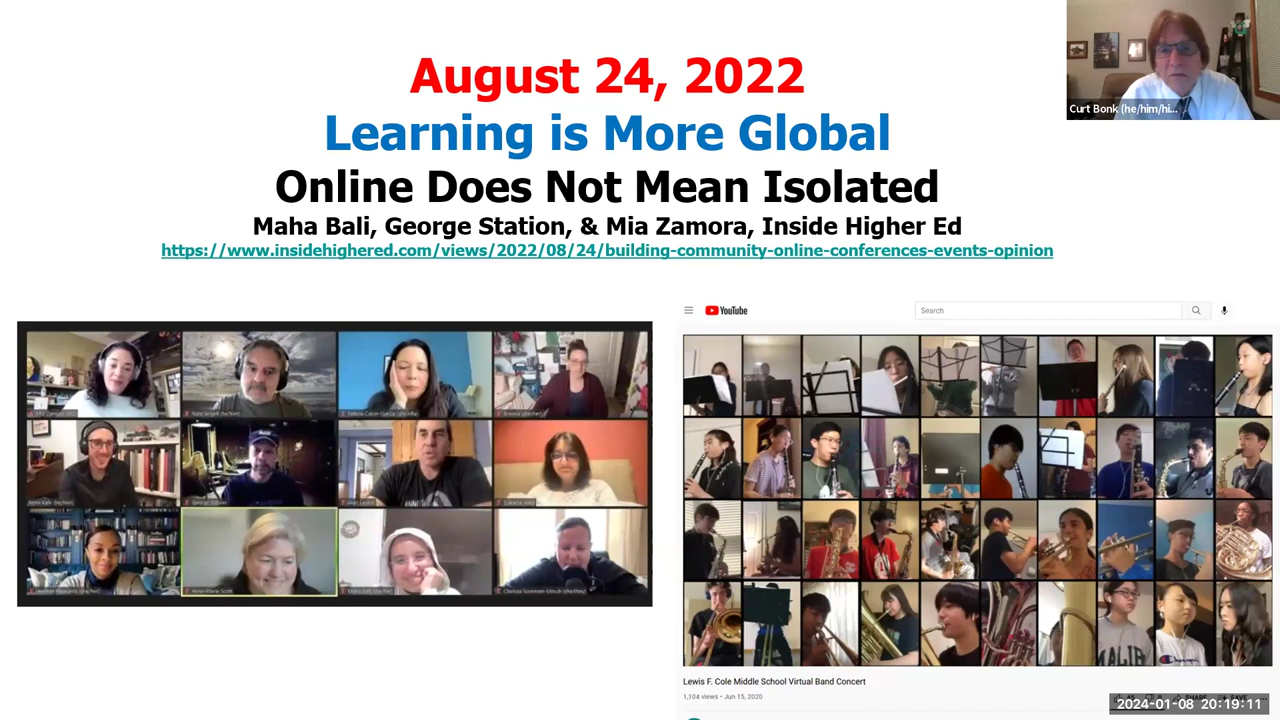 August 24, 2022
Learning is More Global
Online Does Not Mean Isolated
Maha Bali, George Station, & Mia Zamora, Inside Higher Ed
https://www.insidehighered.com/views/2022/08/24/building-community-online-conferences-events-opinion
Curt Bonk (he/him/hi...
YouTube
Search
Lewis F. Cole Middle School Virtual Band Concert
1,104 views • Jun 15, 2020
SHARE
SAVE
2024-01-08 20:19:11